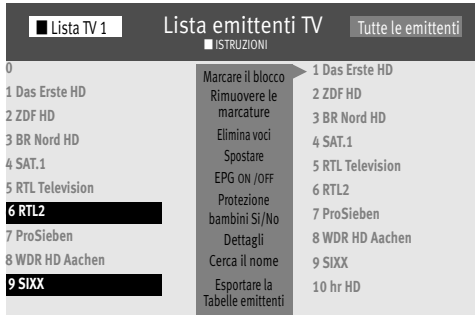 Lista TV 1
Lista emittenti TV
ISTRUZIONI
Tutte le emittenti
0
1 Das Erste HD
2 ZDF HD
3 BR Nord HD
4 SAT.1
5 RTL Television
6 RTL2
7 ProSieben
8 WDR HD Aachen
9 SIXX
Marcare il blocco
Rimuovere le
marcature
Elimina voci
Spostare
EPG ON /OFF
Protezione
bambini Si/No
Dettagli
Cerca il nome
Esportare la
Tabelle emittenti
1 Das Erste HD
2 ZDF HD
3 BR Nord HD
4 SAT.1
5 RTL Television
6 RTL2
7 ProSieben
8 WDR HD Aachen
9 SIXX
10 hr HD